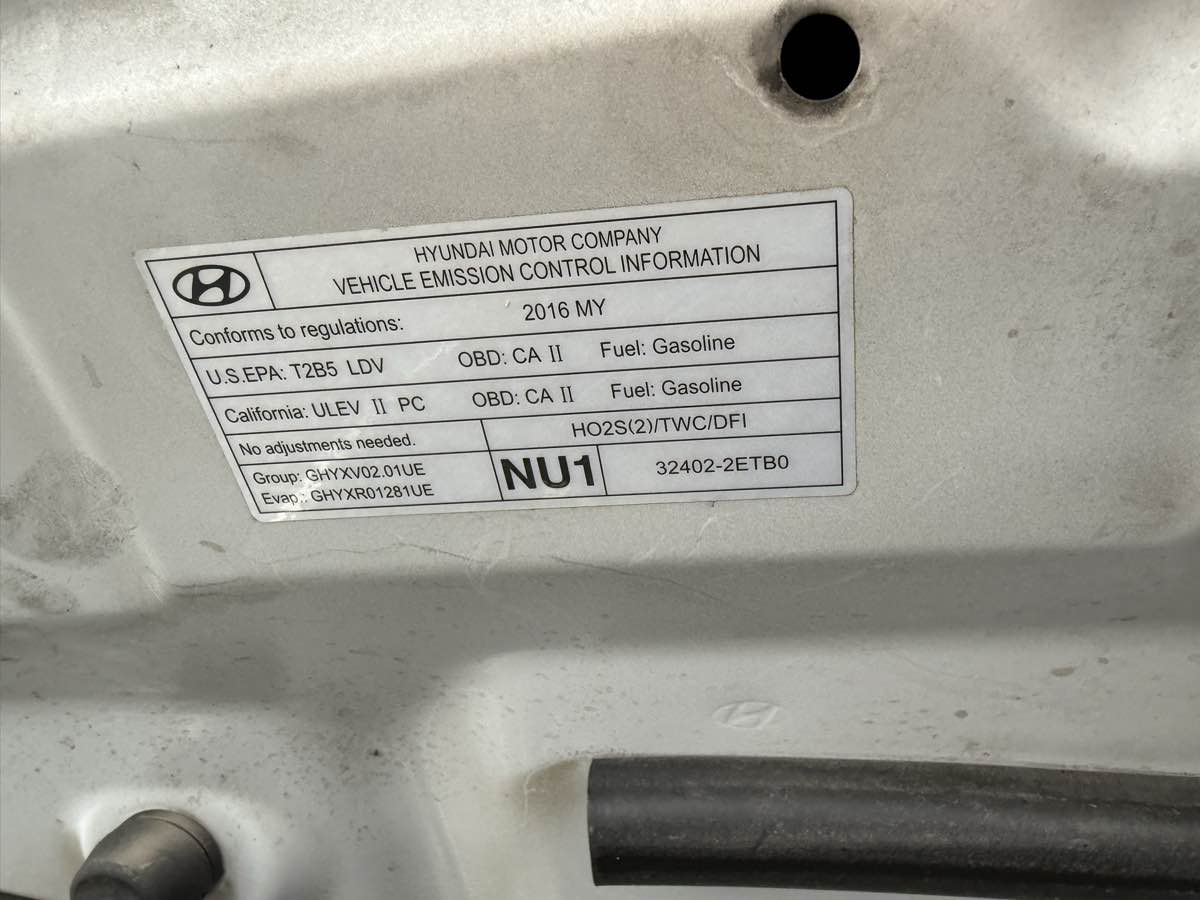 HYUNDAI MOTOR COMPANY
VEHICLE EMISSION CONTROL INFORMATION
Conforms to regulations: 2016 MY
U.S.EPA: T2B5 LDV OBD: CA II Fuel: Gasoline
California: ULEV II PC OBD: CA II Fuel: Gasoline
No adjustments needed. HO2S(2)/TWC/DFI
Group: GHYXV02.01UE
Evap.: GHYXR01281UE
NU1
32402-2ETB0